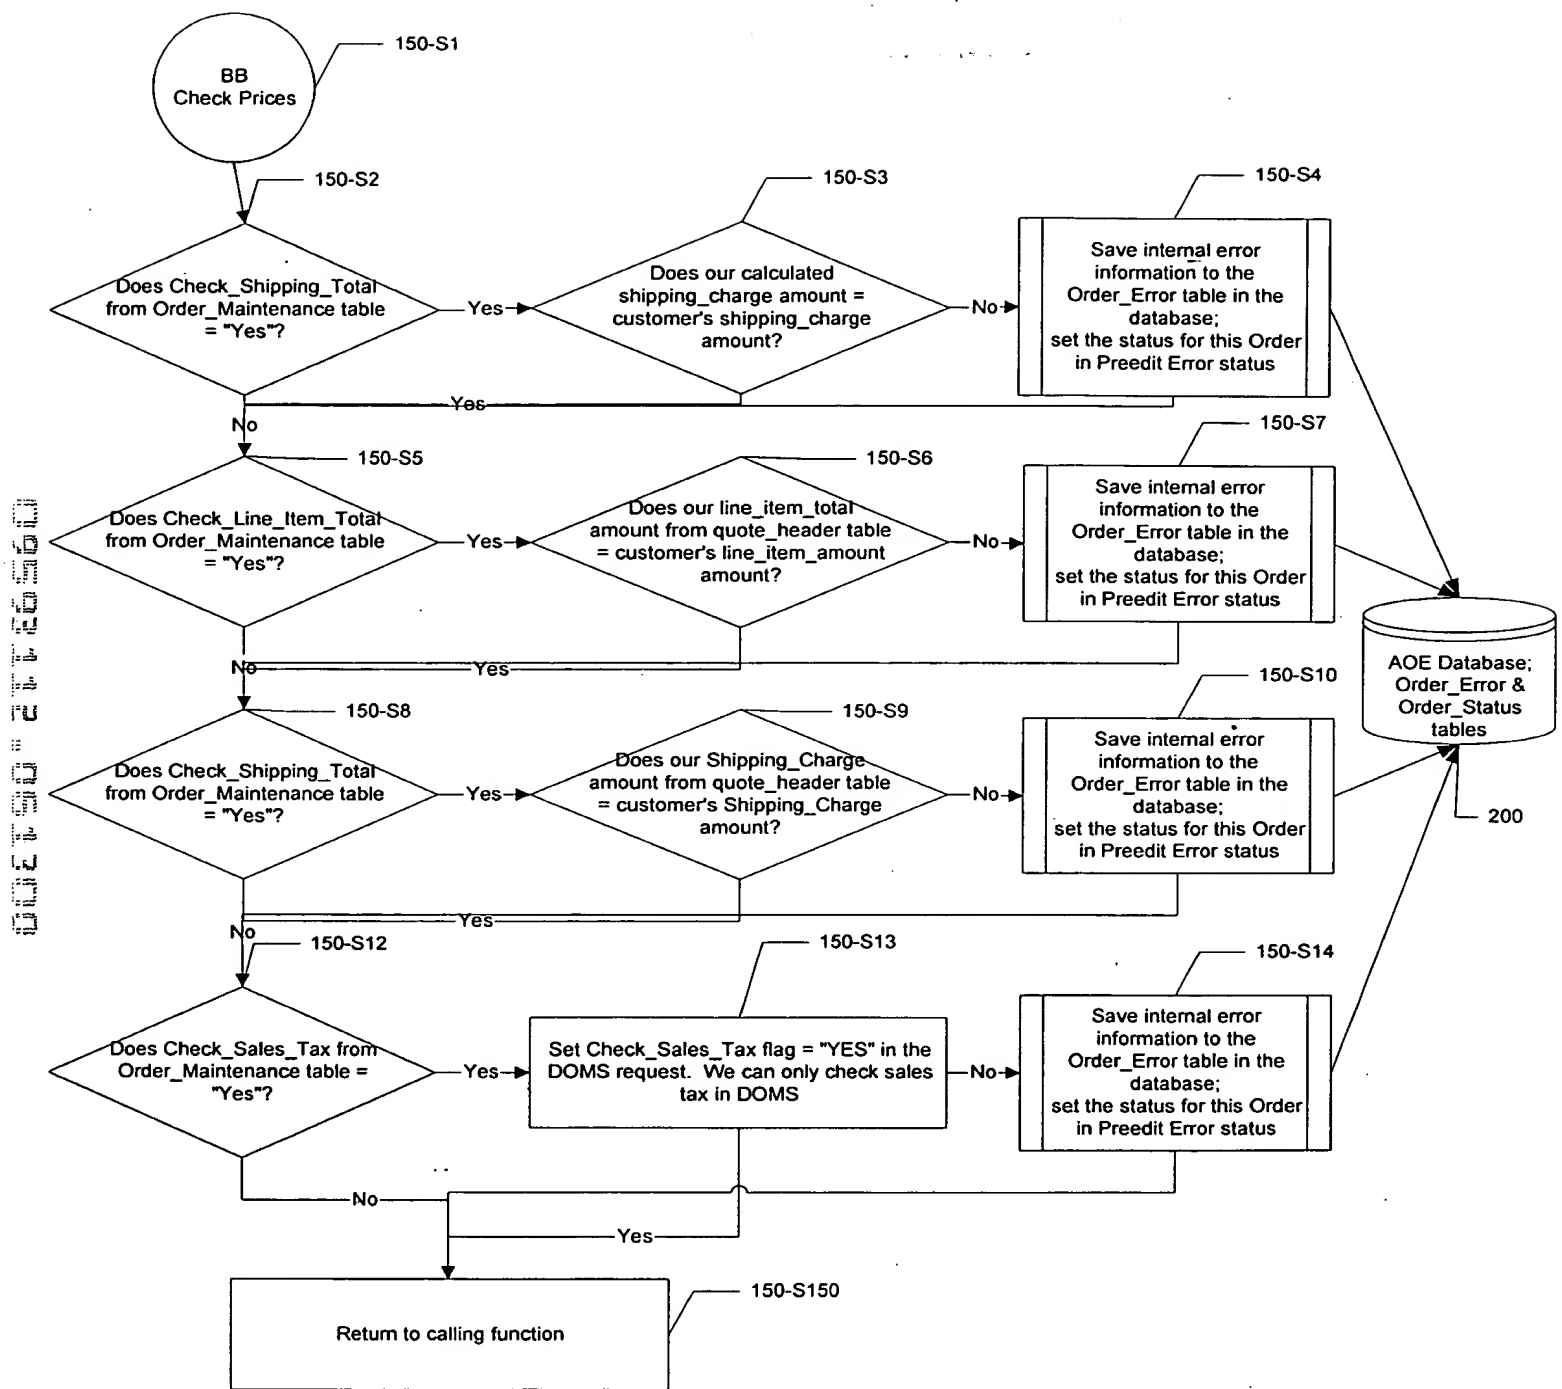 150-S1
BB
Check Prices
150-S2
150-S3
150-S4
Does Check_Shipping_Total
from Order_Maintenance table
= "Yes"?
Yes
Does our calculated
shipping_charge amount =
customer's shipping_charge
amount?
No
Save internal error
information to the
Order_Error table in the
database;
set the status for this Order
in Preedit Error status
Yes
No
150-S5
150-S6
150-S7
Does Check_Line_Item_Total
from Order_Maintenance table
= "Yes"?
Yes
Does our line_item_total
amount from quote_header table
= customer's line_item_amount
amount?
No
Save internal error
information to the
Order_Error table in the
database;
set the status for this Order
in Preedit Error status
AOE Database;
Order_Error &
Order_Status
tables
200
No
Yes
150-S8
150-S9
150-S10
Does Check_Shipping_Total
from Order_Maintenance table
= "Yes"?
Yes
Does our Shipping_Charge
amount from quote_header table
= customer's Shipping_Charge
amount?
No
Save internal error
information to the
Order_Error table in the
database;
set the status for this Order
in Preedit Error status
Yes
No
150-S12
150-S13
150-S14
Does Check_Sales_Tax from
Order_Maintenance table =
"Yes"?
Yes
Set Check_Sales_Tax flag = "YES" in the
DOMS request. We can only check sales
tax in DOMS
No
Save internal error
information to the
Order_Error table in the
database;
set the status for this Order
in Preedit Error status
No
Yes
150-S150
Return to calling function